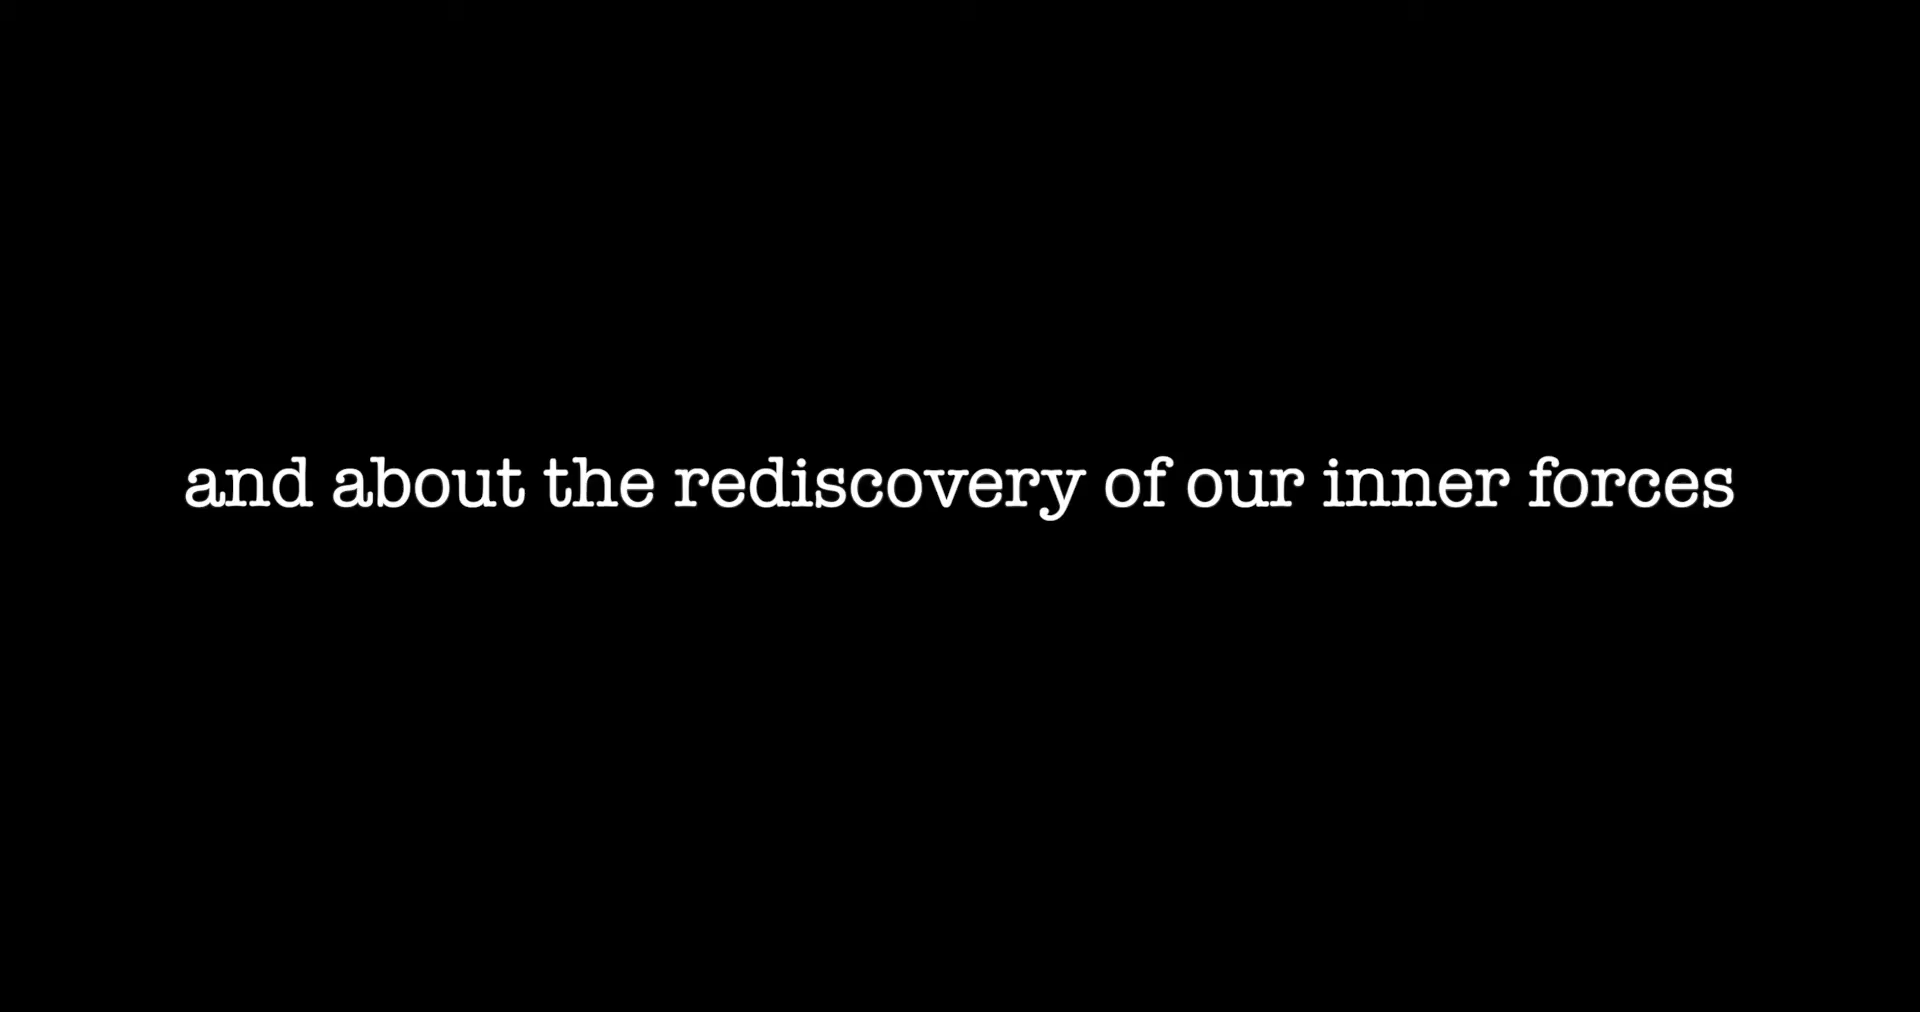 and about the rediscovery of our inner forces